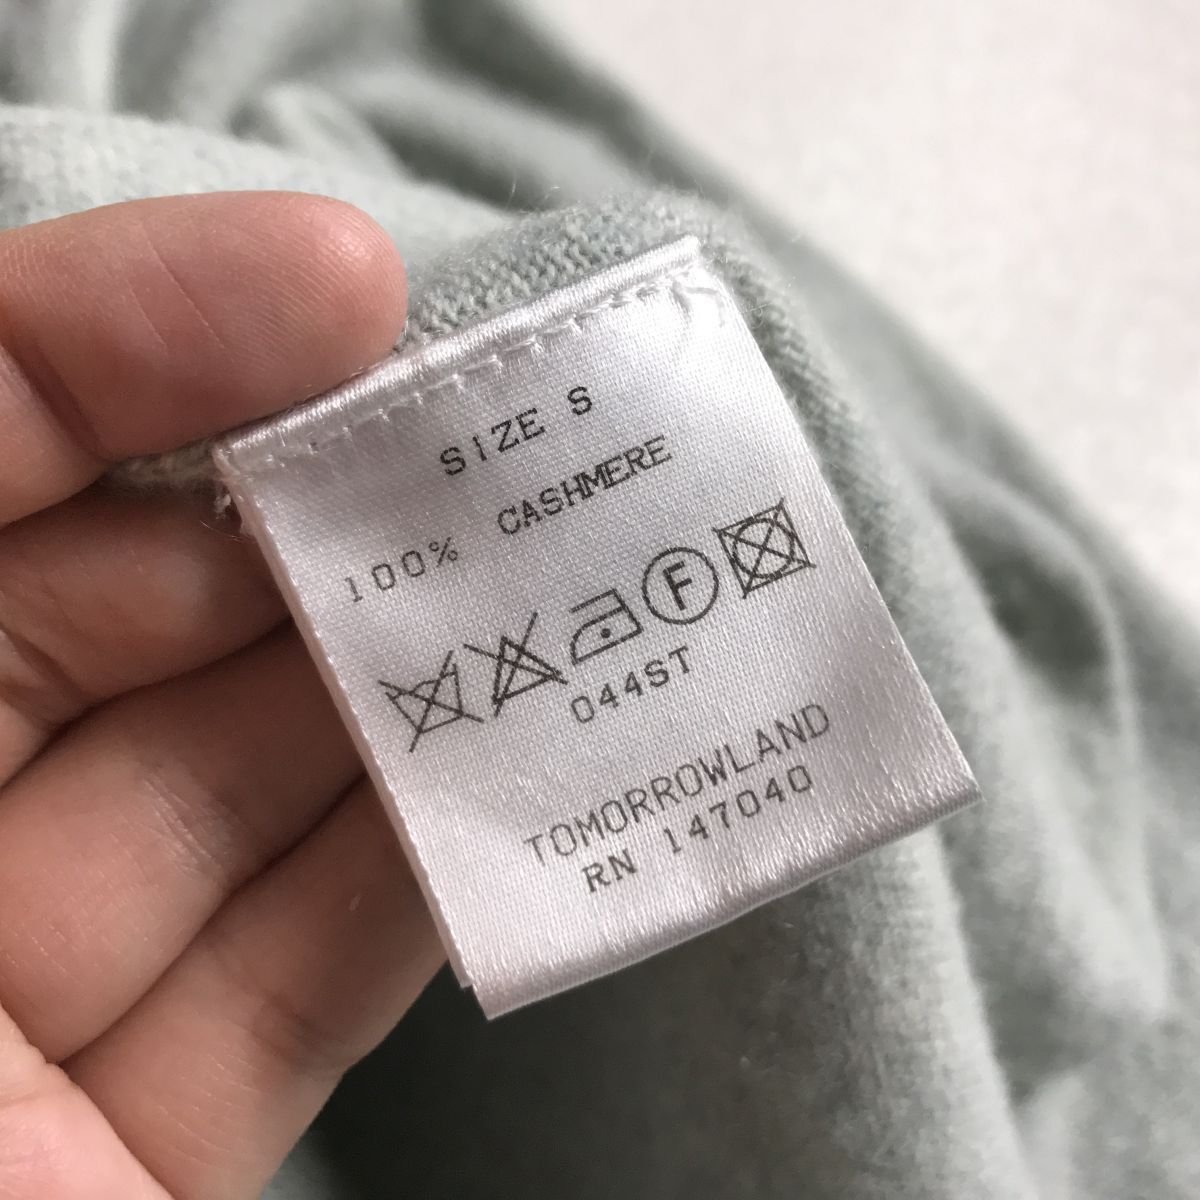 SIZE S
100% CASHMERE
F
044ST
TOMORROWLAND
RN 147040